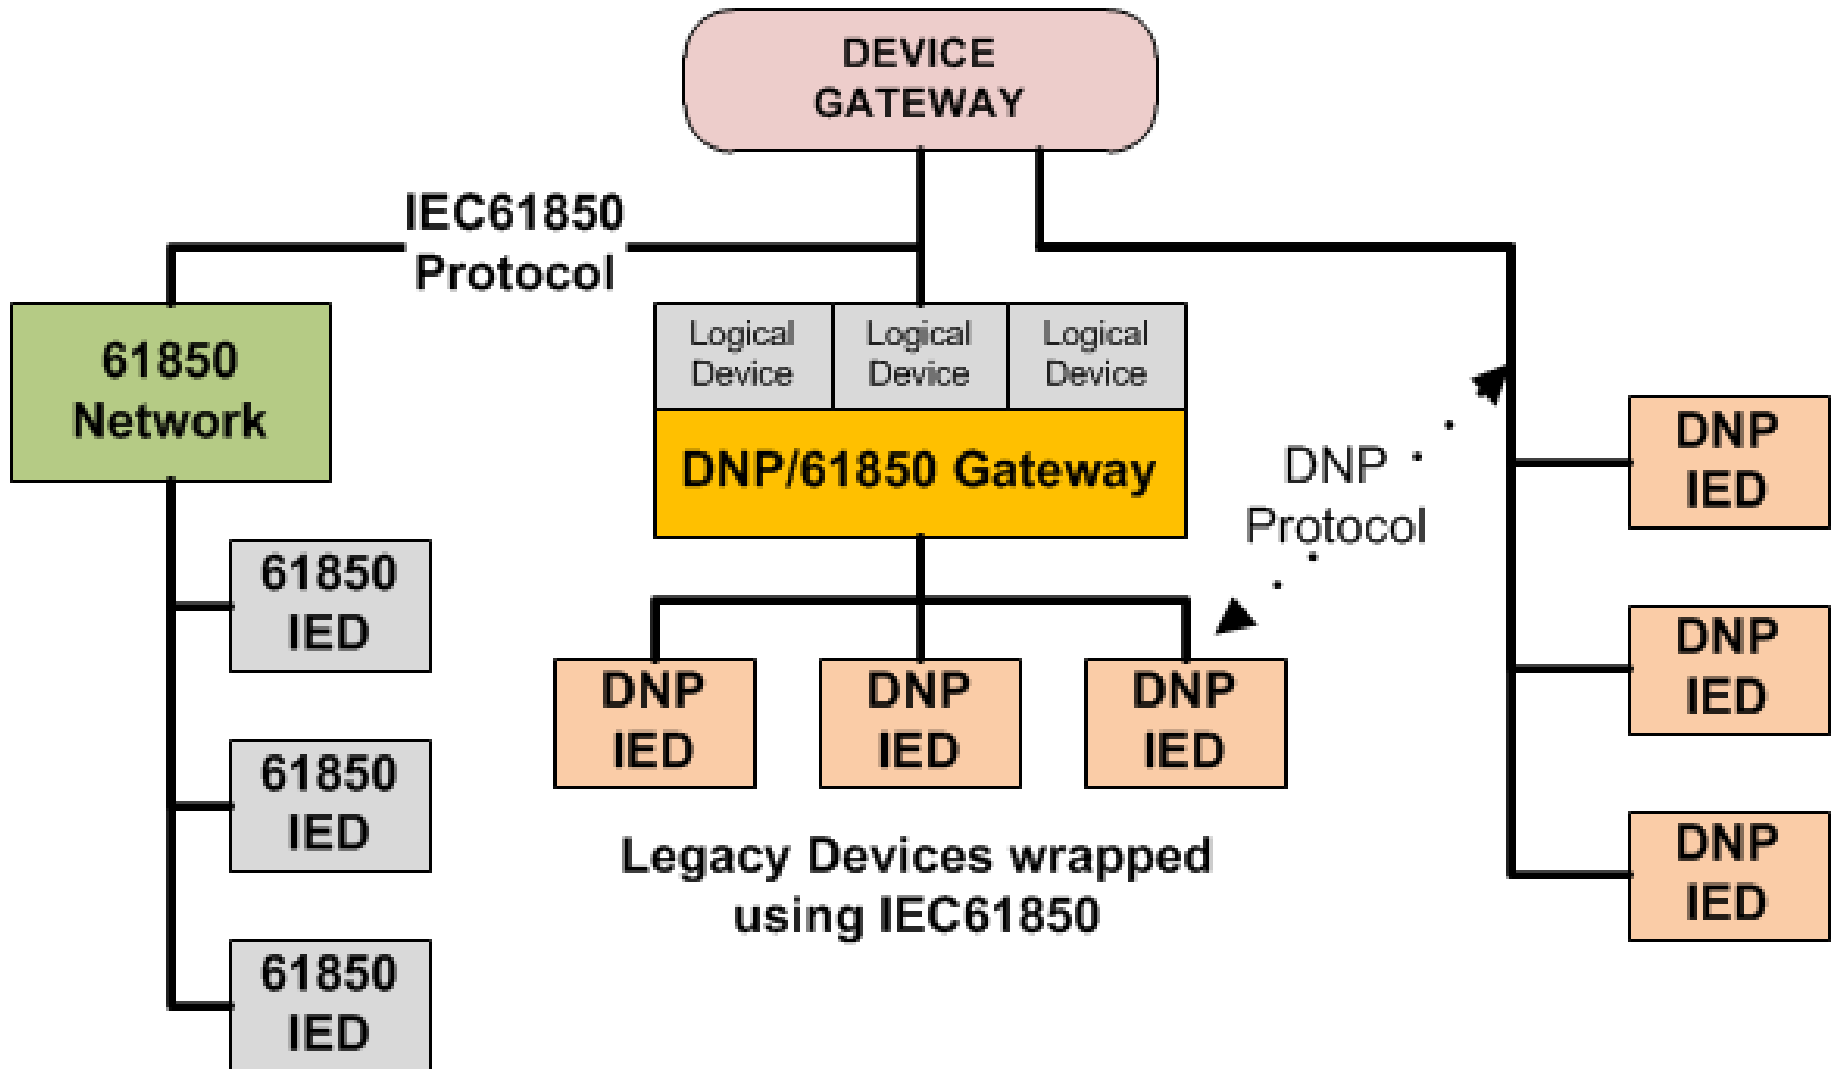 DEVICE
GATEWAY
IEC61850
Protocol
61850
Network
Logical
Device
Logical
Device
Logical
Device
DNP/61850 Gateway
DNP
Protocol
61850
IED
61850
IED
61850
IED
DNP
IED
DNP
IED
DNP
IED
Legacy Devices wrapped
using IEC61850
DNP
IED
DNP
IED
DNP
IED